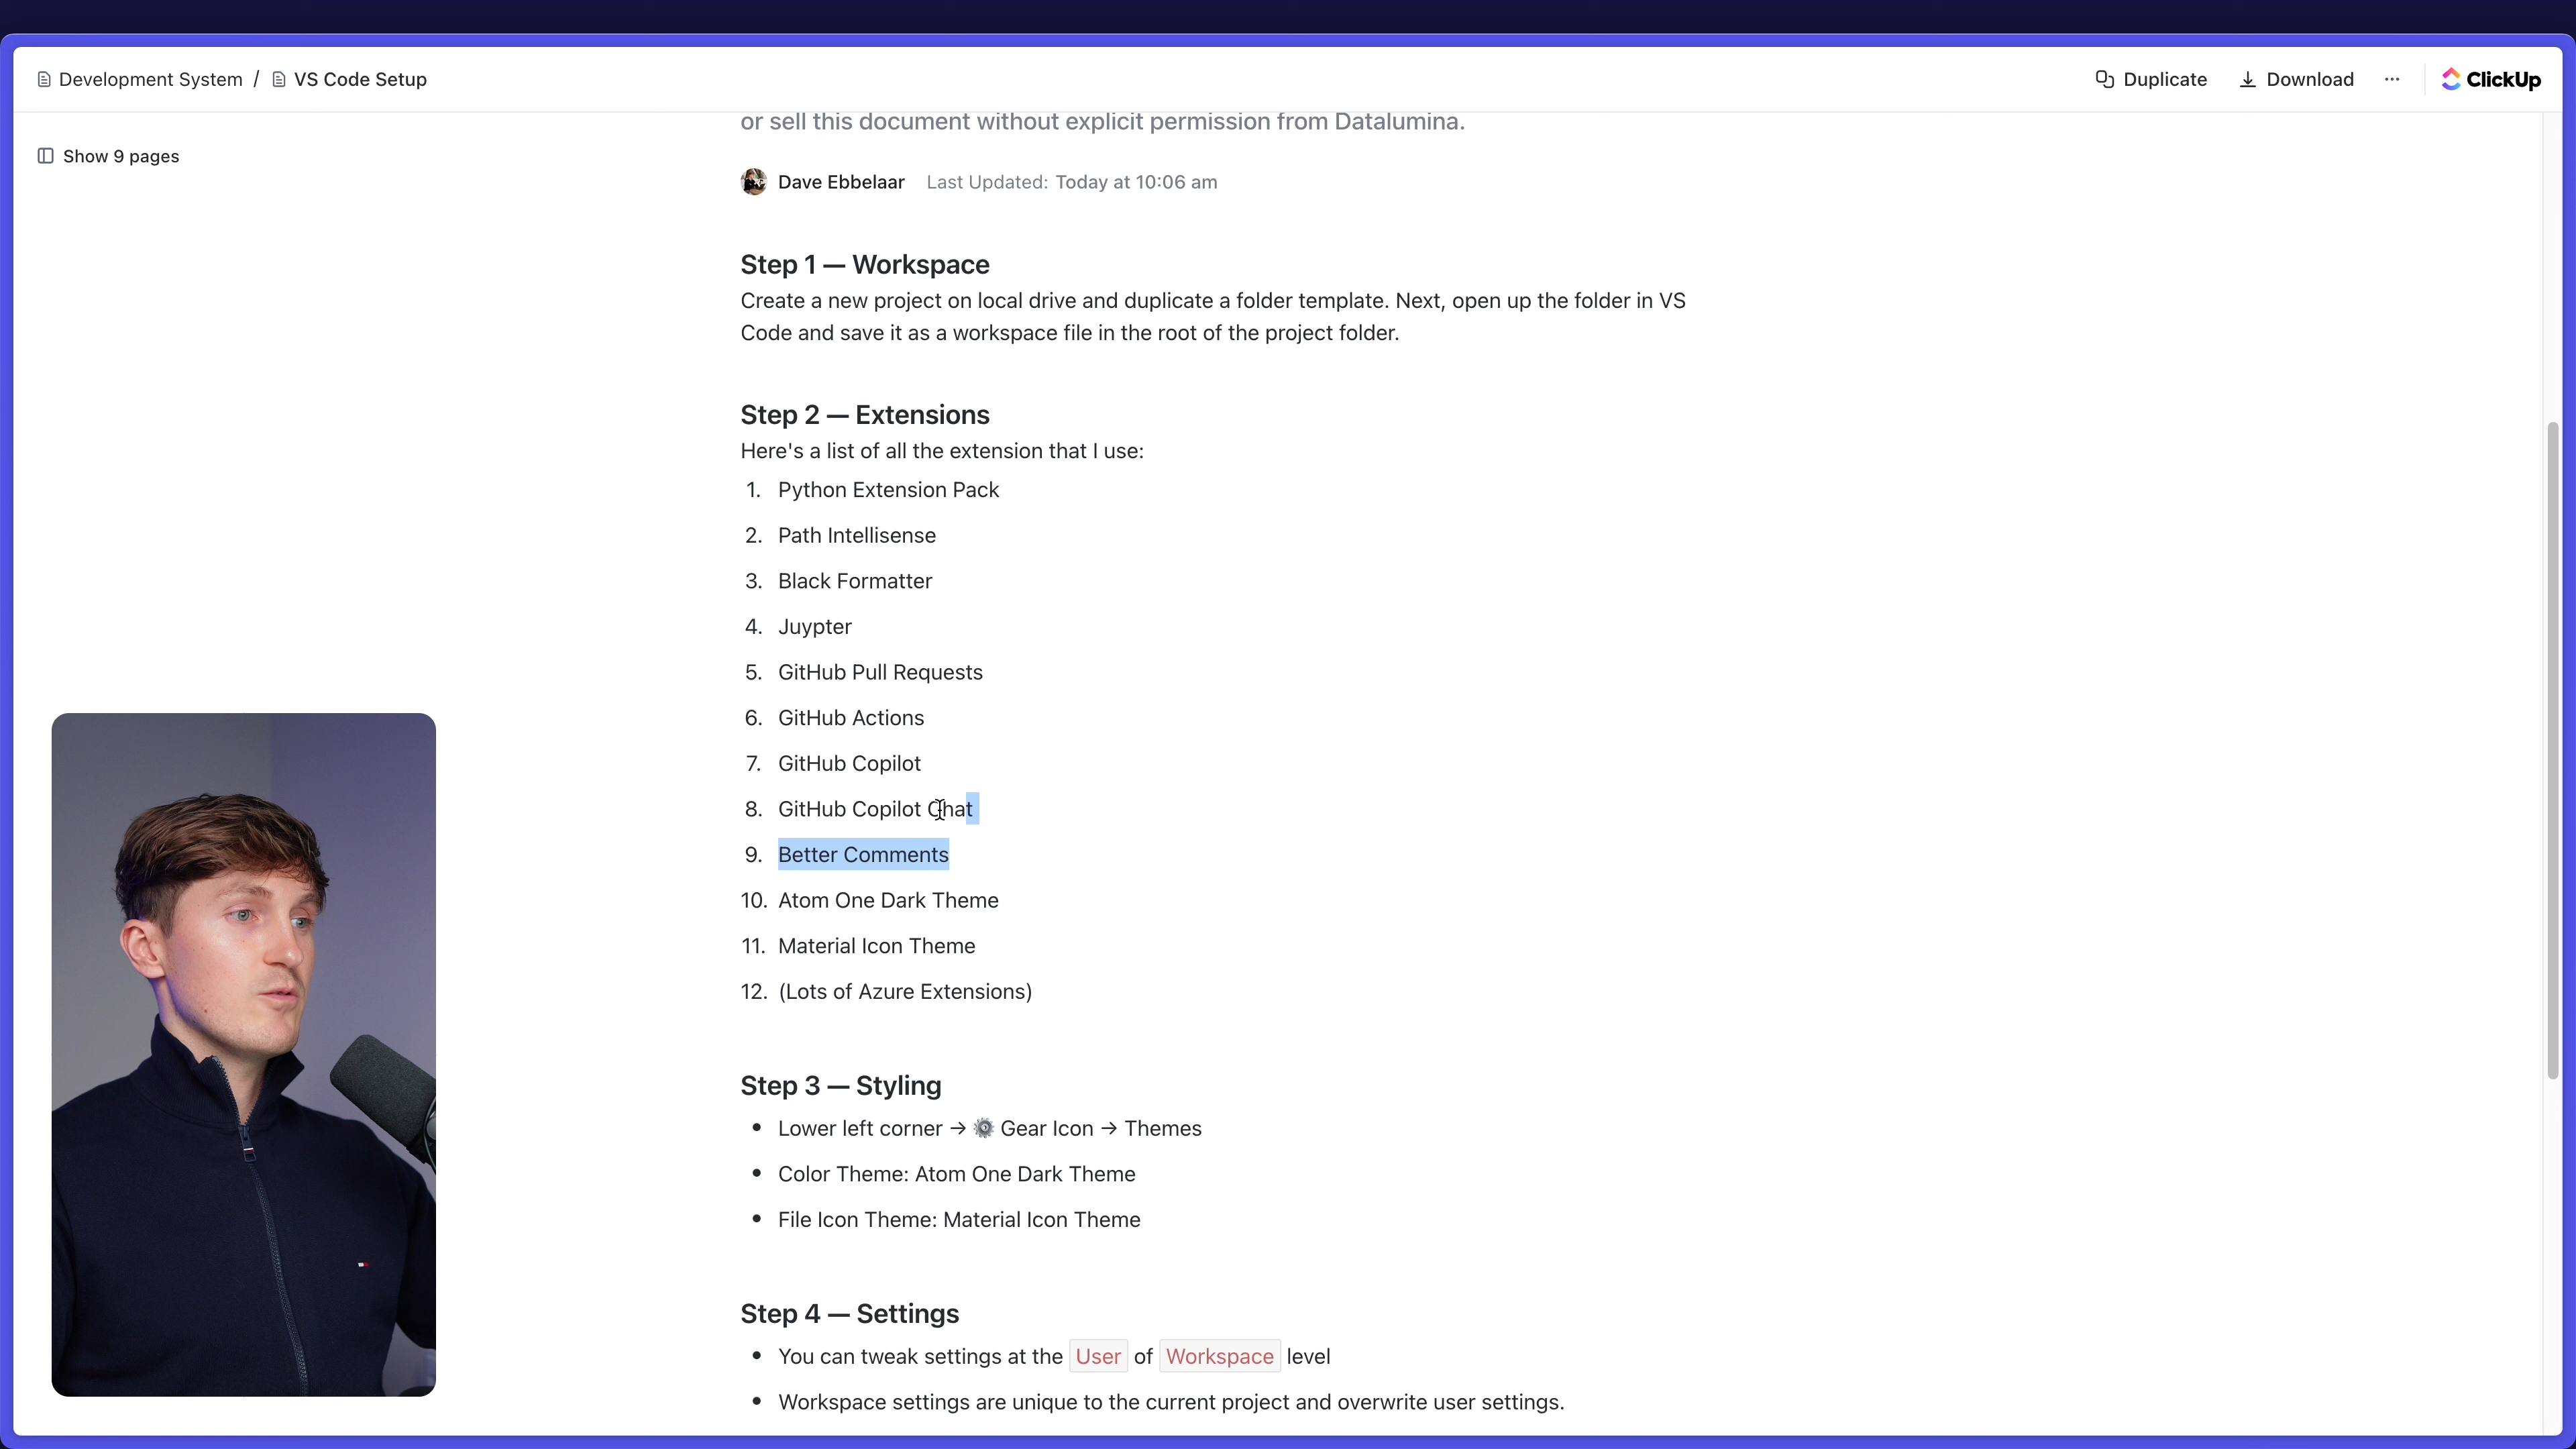 Development System / VS Code Setup
Duplicate
Download
ClickUp
Show 9 pages
or sell this document without explicit permission from Datalumina.
Dave Ebbelaar Last Updated: Today at 10:06 am
Step 1 — Workspace
Create a new project on local drive and duplicate a folder template. Next, open up the folder in VS
Code and save it as a workspace file in the root of the project folder.
Step 2 — Extensions
Here's a list of all the extension that I use:
1. Python Extension Pack
2. Path Intellisense
3. Black Formatter
4. Juypter
5. GitHub Pull Requests
6. GitHub Actions
7. GitHub Copilot
8. GitHub Copilot Chat
9. Better Comments
10. Atom One Dark Theme
11. Material Icon Theme
12. (Lots of Azure Extensions)
Step 3 — Styling
• Lower left corner → ⚙️ Gear Icon → Themes
• Color Theme: Atom One Dark Theme
• File Icon Theme: Material Icon Theme
Step 4 — Settings
• You can tweak settings at the User of Workspace level
• Workspace settings are unique to the current project and overwrite user settings.